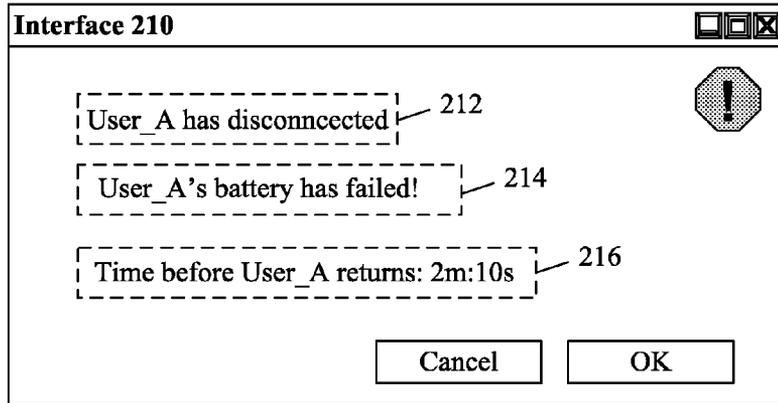 Interface 210
User_A has disconncected 212
User_A's battery has failed! 214
Time before User_A returns: 2m:10s 216
Cancel OK